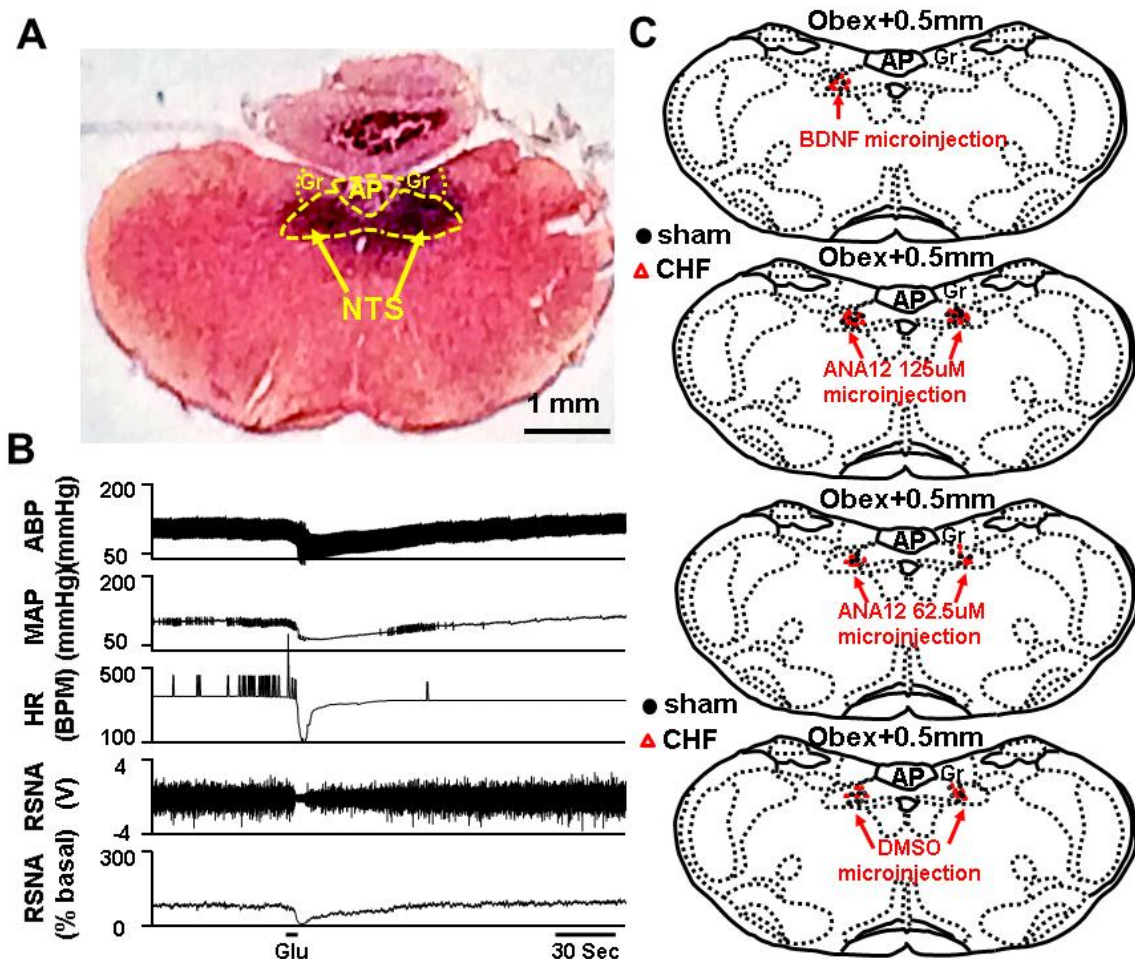 A
Gr
AP
Gr
NTS
1 mm
B
ABP
(mmHg)
200
50
MAP
(mmHg)
200
50
HR
(BPM)
500
100
RSNA
(V)
4
-4
RSNA
(% basal)
300
0
Glu
30 Sec
C
Obex+0.5mm
AP
Gr
BDNF microinjection
● sham
△ CHF
Obex+0.5mm
AP
Gr
ANA12 125uM
microinjection
Obex+0.5mm
AP
Gr
ANA12 62.5uM
microinjection
● sham
△ CHF
Obex+0.5mm
AP
Gr
DMSO
microinjection